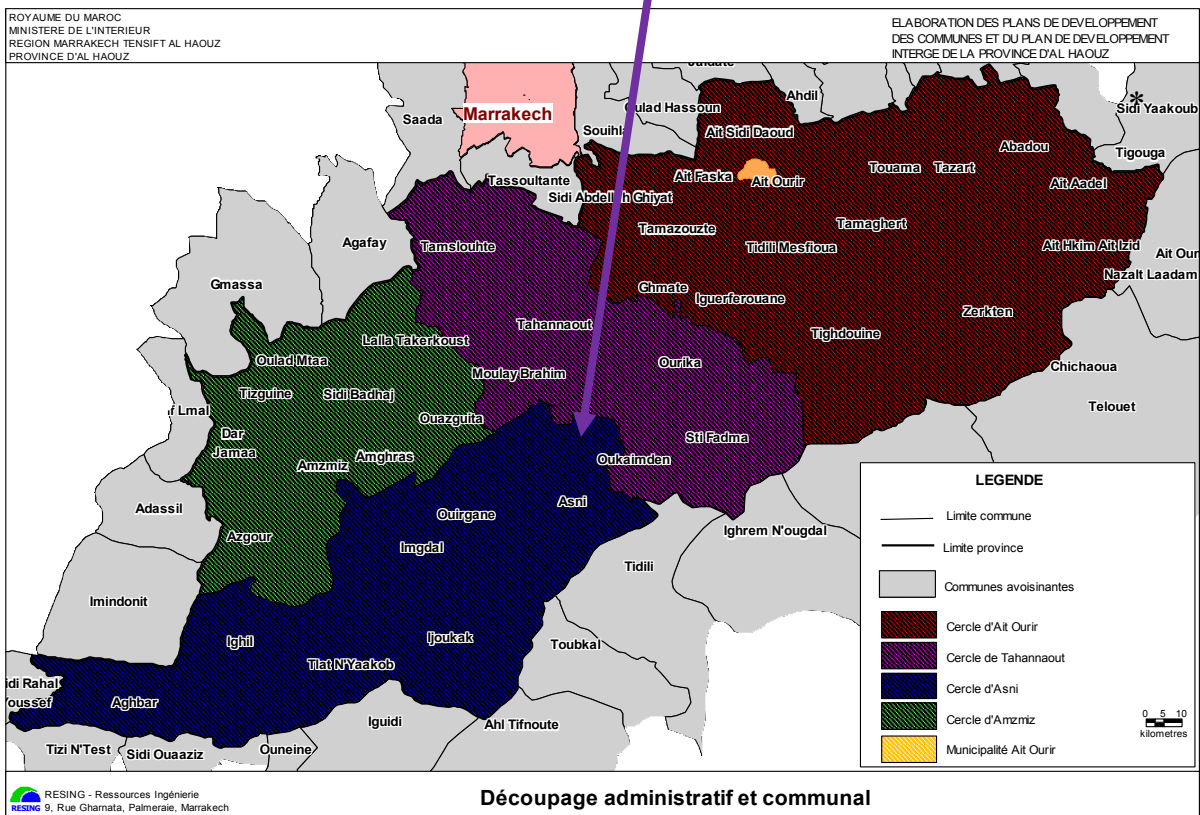 ROYAUME DU MAROC
MINISTERE DE L'INTERIEUR
REGION MARRAKECH TENSIFT AL HAOUZ
PROVINCE D'AL HAOUZ
ELABORATION DES PLANS DE DEVELOPPEMENT
DES COMMUNES ET DU PLAN DE DEVELOPPEMENT
INTERGE DE LA PROVINCE D'AL HAOUZ
Marrakech
Saada
Oulad Hassoun
Ahdil
Sidi Yaakoub
Souihla
Ait Sidi Daoud
Abadou
Tigouga
Tassoultante
Ait Faska
Ait Ourir
Touama
Tazart
Ait Aadel
Sidi Abdellah Ghiyat
Tamazouzte
Tamaghert
Agafay
Tamslouhte
Tidili Mesfioua
Ait Hkim Ait Izid
Ait Our
Nazalt Laadam
Gmassa
Ghmate
Iguerferouane
Zerkten
Tahannaout
Tighdouine
Lalla Takerkoust
Oulad Mtaa
Ourika
Chichaoua
Moulay Brahim
Tizguine
Sidi Badhaj
Telouet
f Lmal
Ouazguita
Dar
Jamaa
Sti Fadma
Amghras
Amzmiz
Oukaimden
Adassil
Asni
Ouirgane
Ighrem N'ougdal
Azgour
Imgdal
Tidili
Imindonit
Ighil
Ijoukak
Toubkal
Tlat N'Yaakob
idi Rahal
Youssef
Aghbar
Iguidi
Ahl Tifnoute
Tizi N'Test
Sidi Ouaaziz
Ouneine
LEGENDE
Limite commune
Limite province
Communes avoisinantes
Cercle d'Ait Ourir
Cercle de Tahannaout
Cercle d'Asni
Cercle d'Amzmiz
Municipalité Ait Ourir
0 5 10
kilometres
RESING
RESING - Ressources Ingénierie
9, Rue Gharnata, Palmeraie, Marrakech
Découpage administratif et communal